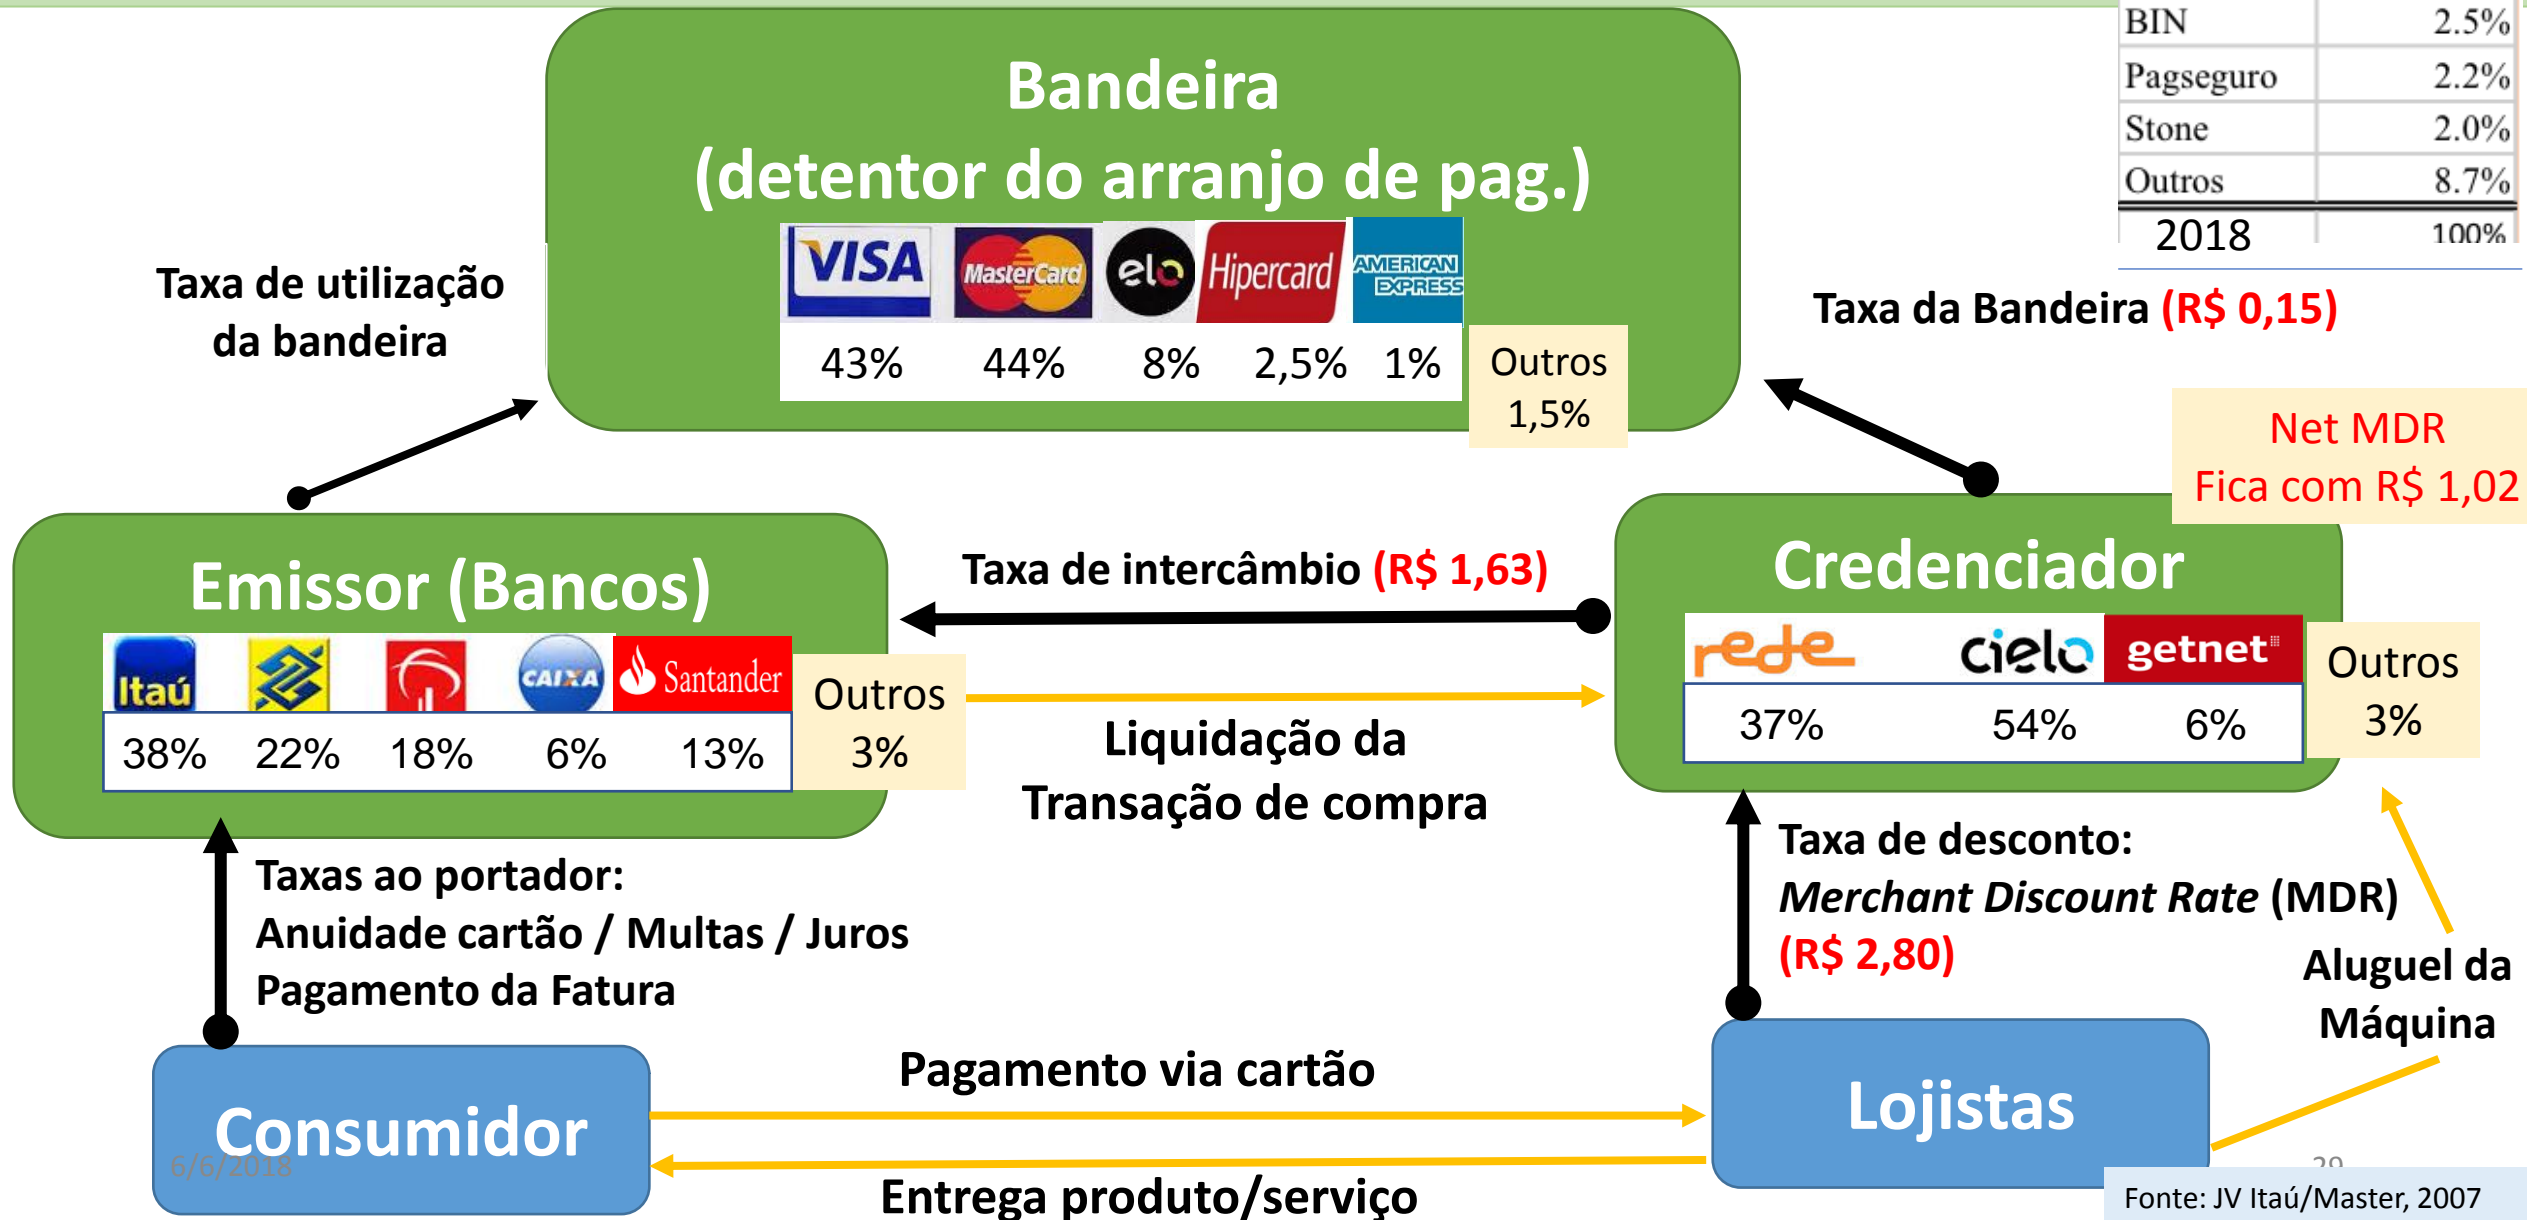 BIN 2.5%
Pagseguro 2.2%
Stone 2.0%
Outros 8.7%
2018 100%
Bandeira
(detentor do arranjo de pag.)
VISA MasterCard elo Hipercard AMERICAN EXPRESS
43% 44% 8% 2,5% 1%
Outros
1,5%
Taxa de utilização
da bandeira
Taxa da Bandeira (R$ 0,15)
Net MDR
Fica com R$ 1,02
Emissor (Bancos)
Itaú CAIXA Santander
38% 22% 18% 6% 13%
Outros
3%
Taxa de intercâmbio (R$ 1,63)
Liquidação da
Transação de compra
Credenciador
rede cielo getnet
37% 54% 6%
Outros
3%
Taxas ao portador:
Anuidade cartão / Multas / Juros
Pagamento da Fatura
Taxa de desconto:
Merchant Discount Rate (MDR)
(R$ 2,80)
Aluguel da
Máquina
Consumidor
6/6/2018
Pagamento via cartão
Entrega produto/serviço
Lojistas
29
Fonte: JV Itaú/Master, 2007